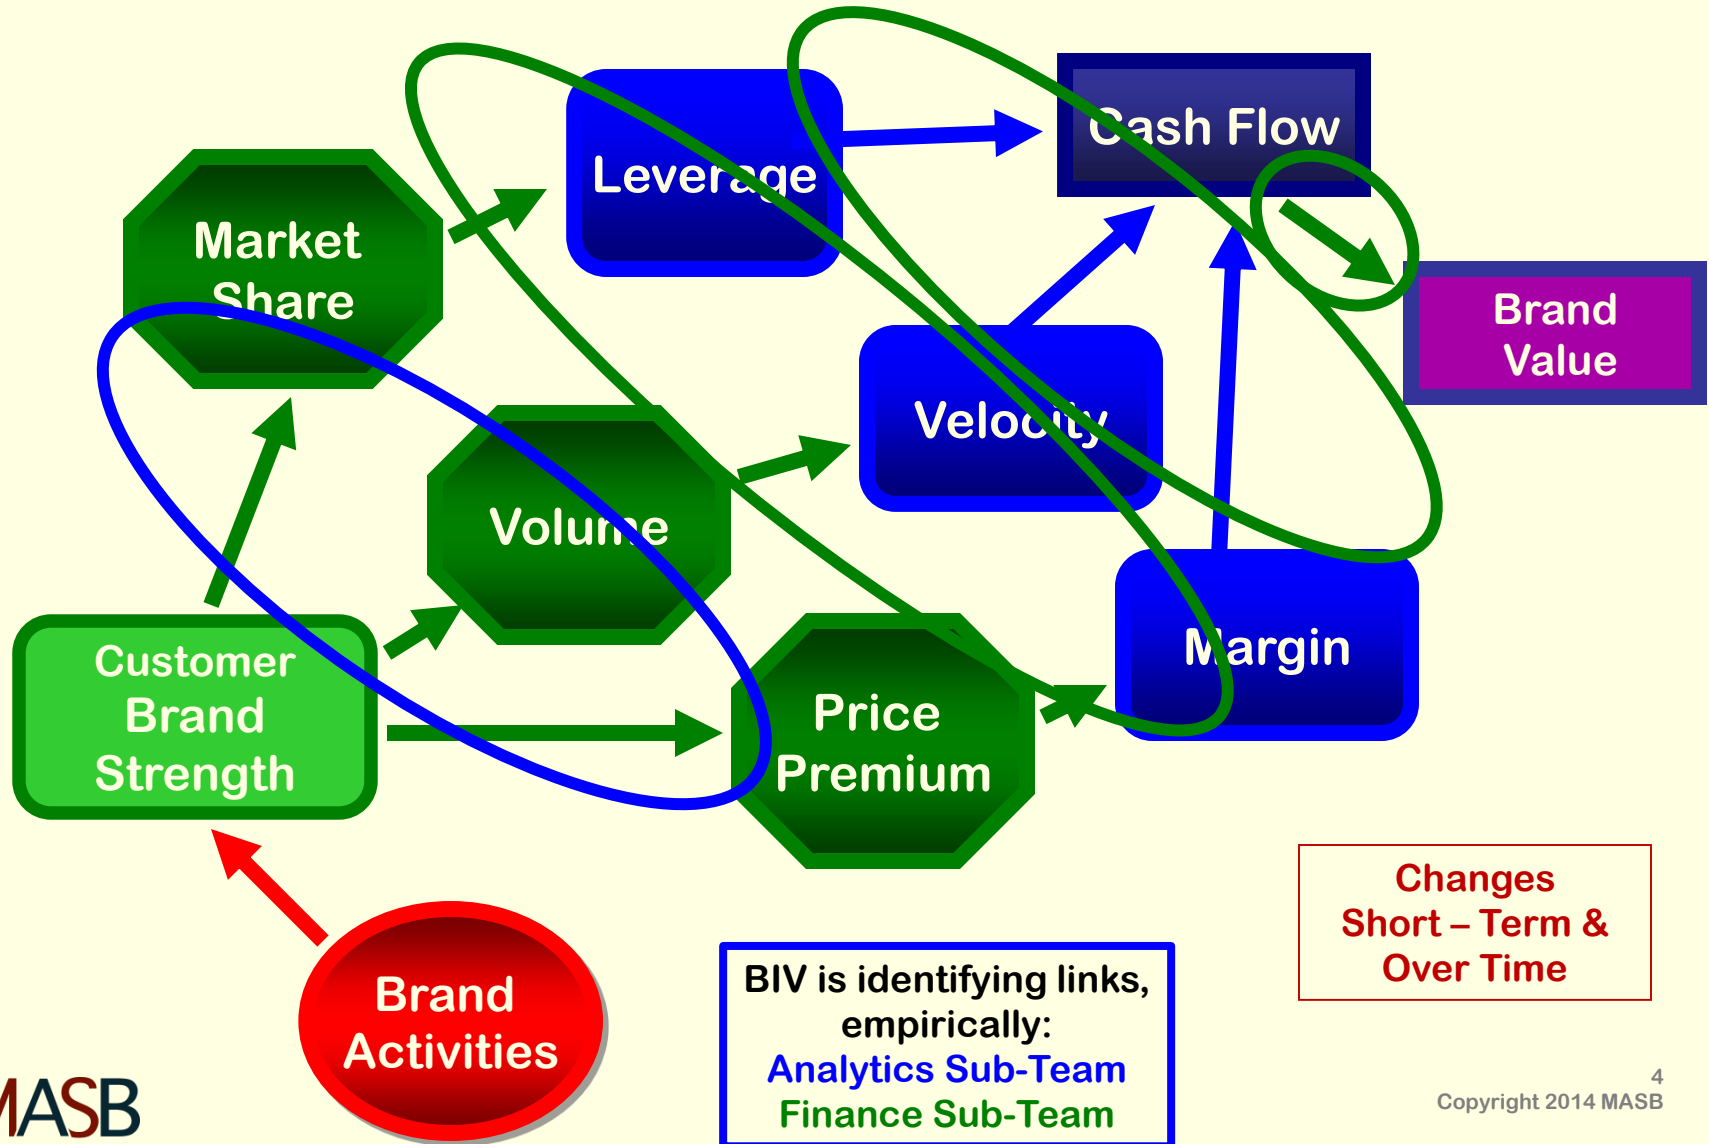 Cash Flow
Leverage
Market
Share
Brand
Value
Velocity
Volume
Margin
Customer
Brand
Strength
Price
Premium
Changes
Short – Term &
Over Time
Brand
Activities
BIV is identifying links,
empirically:
Analytics Sub-Team
Finance Sub-Team
MASB
4
Copyright 2014 MASB